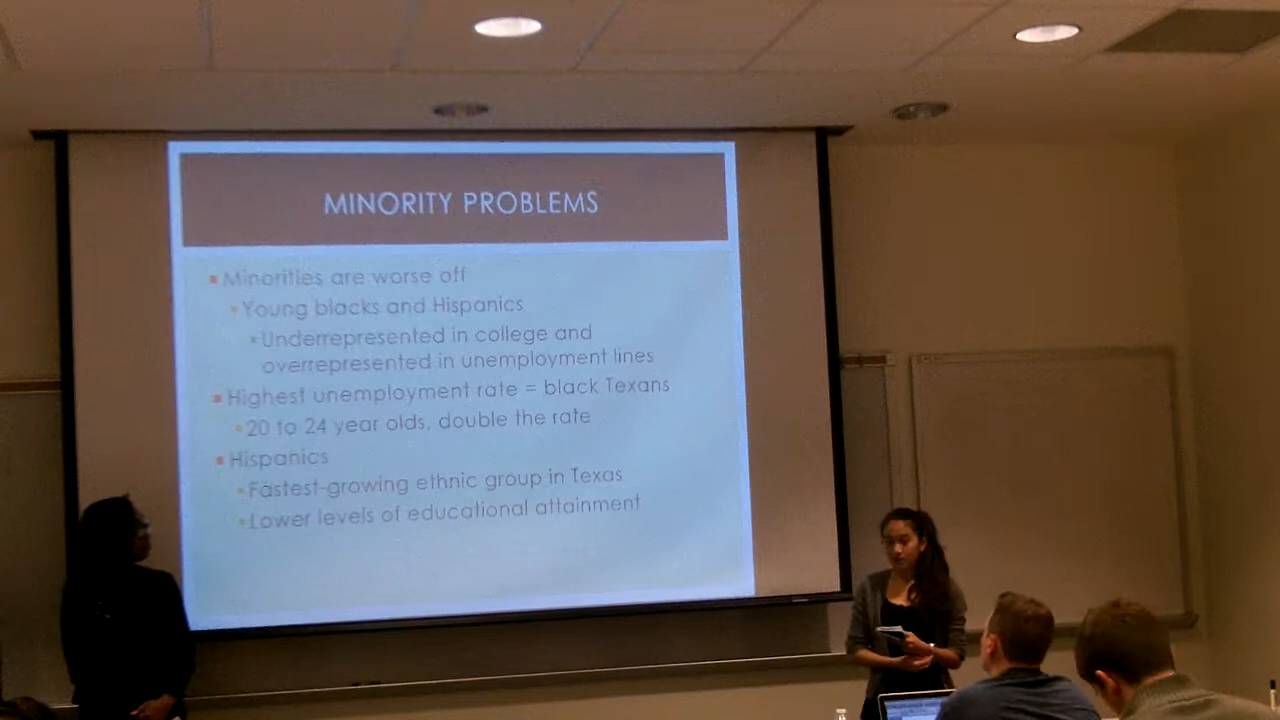 MINORITY PROBLEMS
Minorities are worse off
Young blacks and Hispanics
Underrepresented in college and
overrepresented in unemployment lines
Highest unemployment rate = black Texans
20 to 24 year olds, double the rate
Hispanics
Fastest-growing ethnic group in Texas
Lower levels of educational attainment